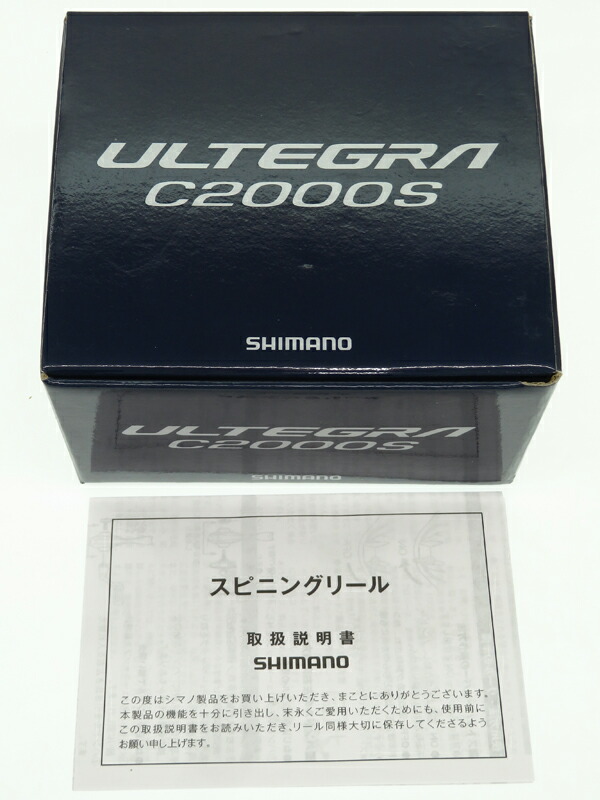 ULTEGRA
C2000S
SHIMANO
ULTEGRA
C2000S
SHIMANO
スピニングリール
取扱説明書
SHIMANO
この度はシマノ製品をお買い上げいただき、まことにありがとうございます。
本製品の機能を十分に引き出し、末永くご愛用いただくためにも、使用前に
この取扱説明書をお読みいただき、リール同様大切に保存してくださるよう
お願い申し上げます。